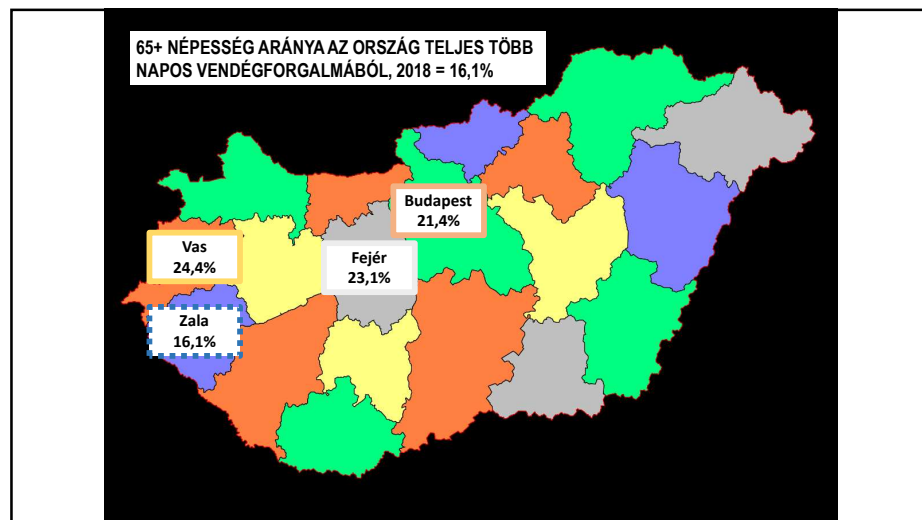 65+ NÉPESSÉG ARÁNYA AZ ORSZÁG TELJES TÖBB
NAPOS VENDÉGFORGALMÁBÓL, 2018 = 16,1%
Budapest
21,4%
Vas
24,4%
Fejér
23,1%
Zala
16,1%